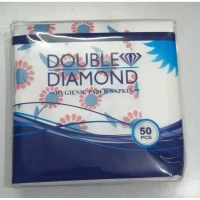 DOUBLE
DIAMOND
HYGIENIC PAPER NAPKIN
50
PCS